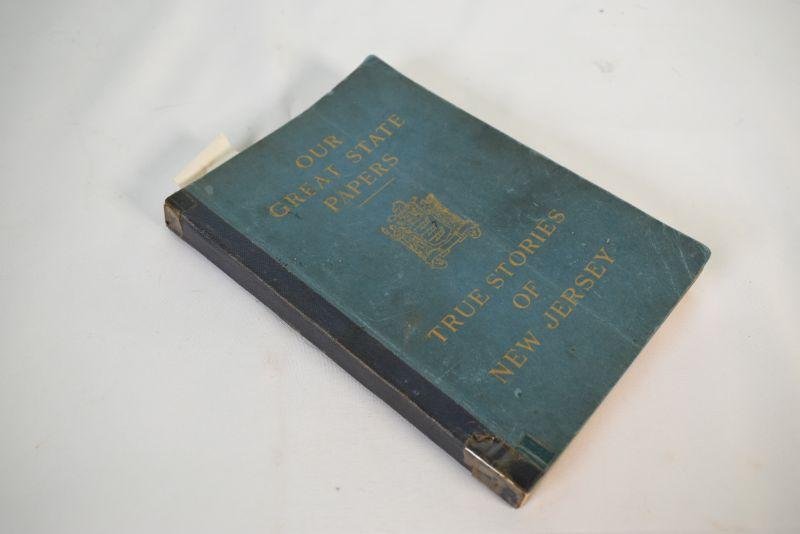 OUR
GREAT STATE
PAPERS
TRUE STORIES
OF
NEW JERSEY